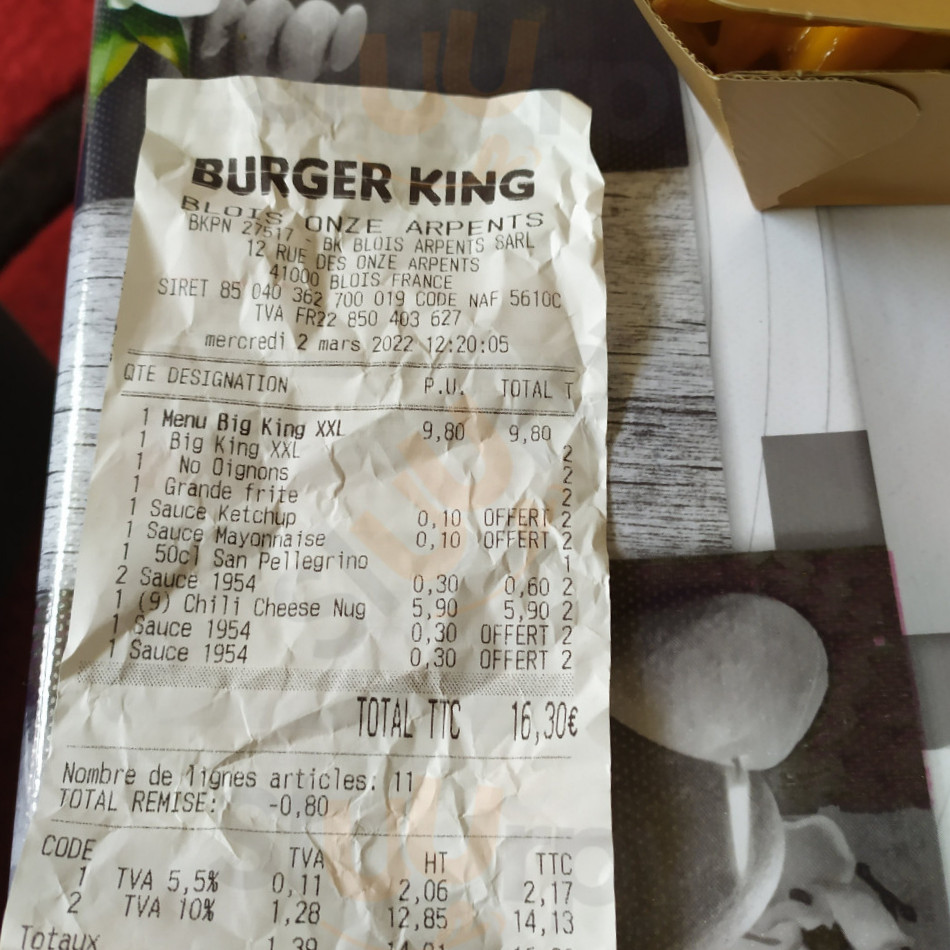 BURGER KING
BLOIS ONZE ARPENTS
BKPN 27517 - BK BLOIS ARPENTS SARL
12 RUE DES ONZE ARPENTS
41000 BLOIS FRANCE
SIRET 85 040 362 700 019 CODE NAF 5610C
TVA FR22 850 403 627
mercredi 2 mars 2022 12:20:05
QTE DESIGNATION P.U. TOTAL T
1 Menu Big King XXL 9,80 9,80
1 Big King XXL 2
1 No Oignons 2
1 Grande frite 2
1 Sauce Ketchup 0,10 OFFERT 2
1 Sauce Mayonnaise 0,10 OFFERT 2
1 50cl San Pellegrino 1
2 Sauce 1954 0,30 0,60 2
1 (9) Chili Cheese Nug 5,90 5,90 2
1 Sauce 1954 0,30 OFFERT 2
1 Sauce 1954 0,30 OFFERT 2
TOTAL TTC 16,30€
Nombre de lignes articles: 11
TOTAL REMISE: -0,80
CODE TVA HT TTC
1 TVA 5,5% 0,11 2,06 2,17
2 TVA 10% 1,28 12,85 14,13
Totaux 1,39